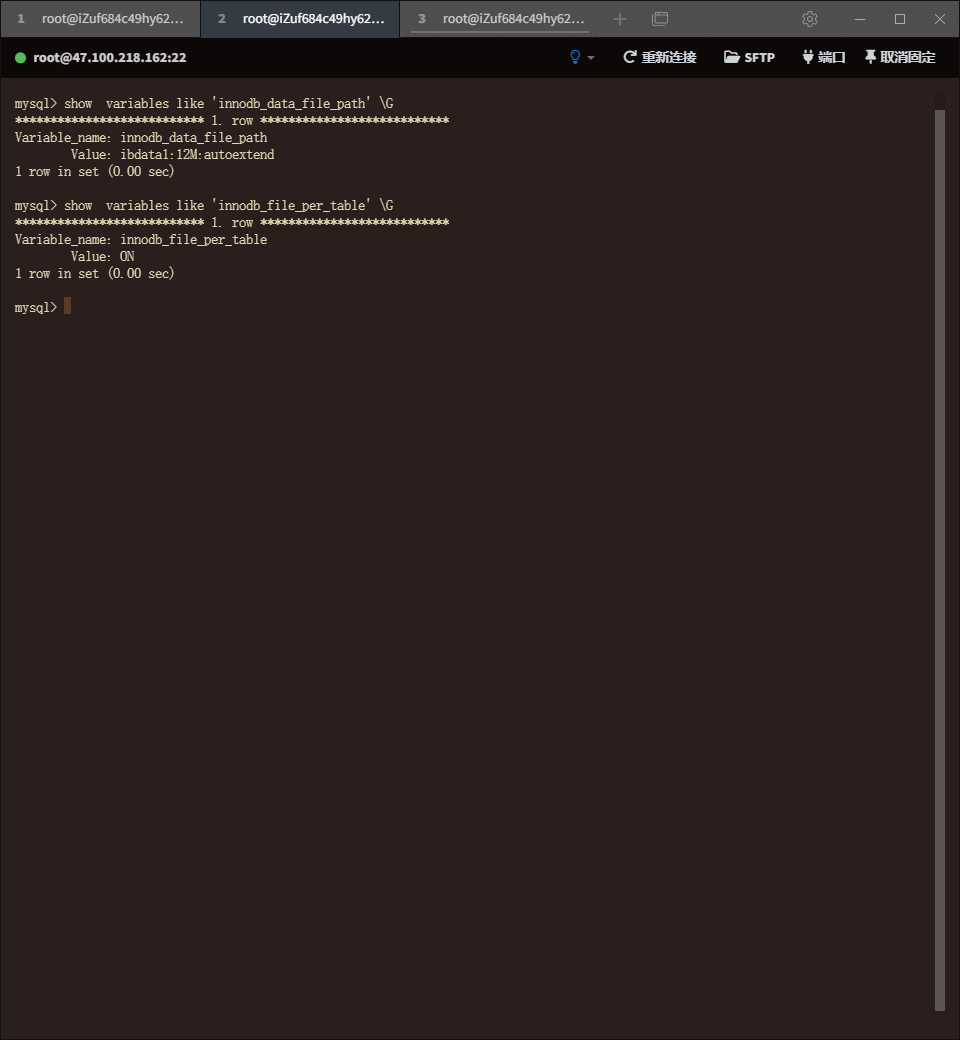 1 root@iZuf684c49hy62... 2 root@iZuf684c49hy62... 3 root@iZuf684c49hy62...
root@47.100.218.162:22 重新连接 SFTP 端口 取消固定
mysql> show  variables like 'innodb_data_file_path' \G
*************************** 1. row ***************************
Variable_name: innodb_data_file_path
        Value: ibdata1:12M:autoextend
1 row in set (0.00 sec)
mysql> show  variables like 'innodb_file_per_table' \G
*************************** 1. row ***************************
Variable_name: innodb_file_per_table
        Value: ON
1 row in set (0.00 sec)
mysql>